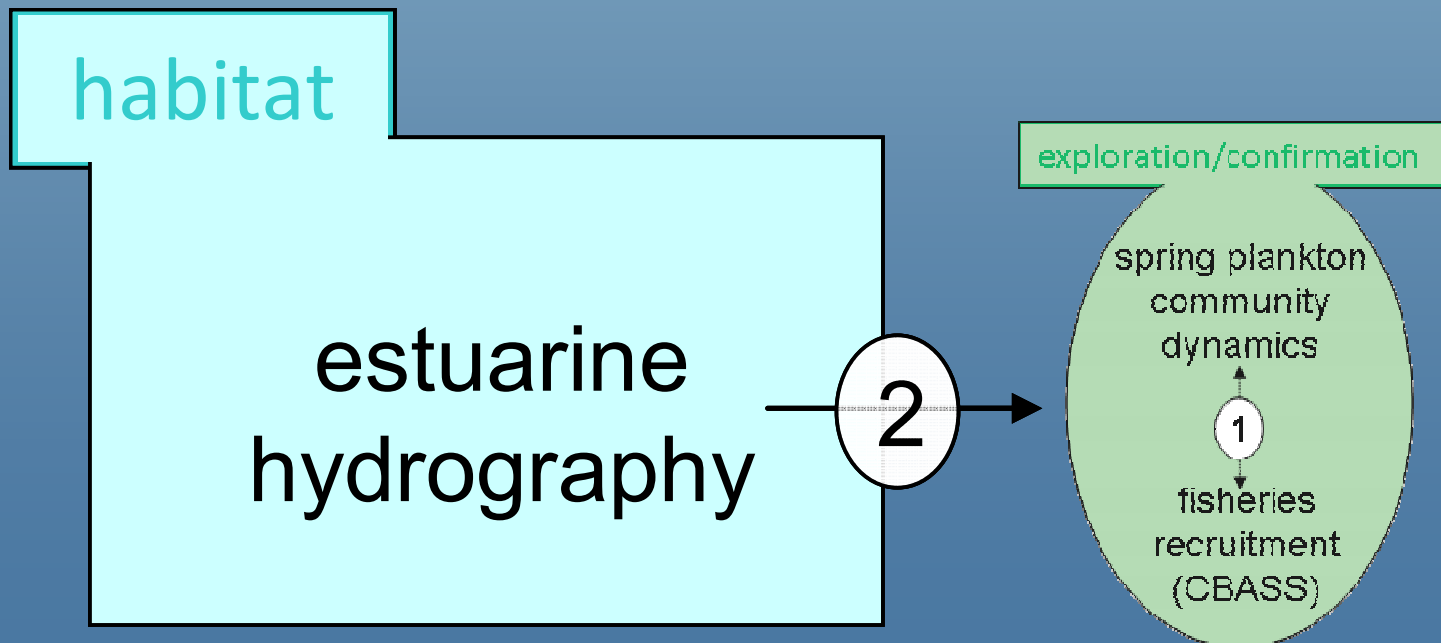 habitat
estuarine
hydrography
2
exploration/confirmation
spring plankton
community
dynamics
1
fisheries
recruitment
(CBASS)